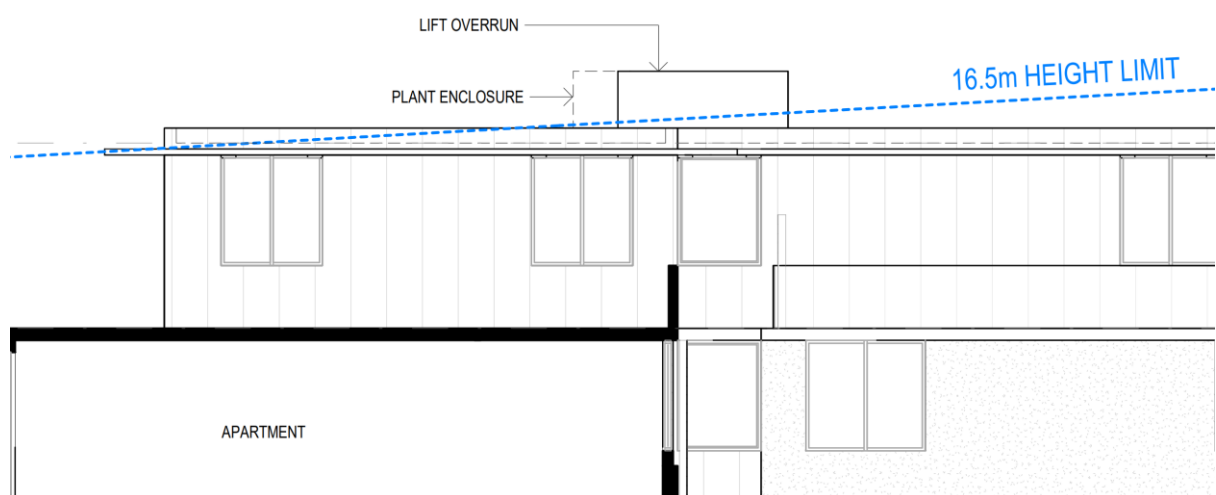 LIFT OVERRUN
16.5m HEIGHT LIMIT
PLANT ENCLOSURE
APARTMENT